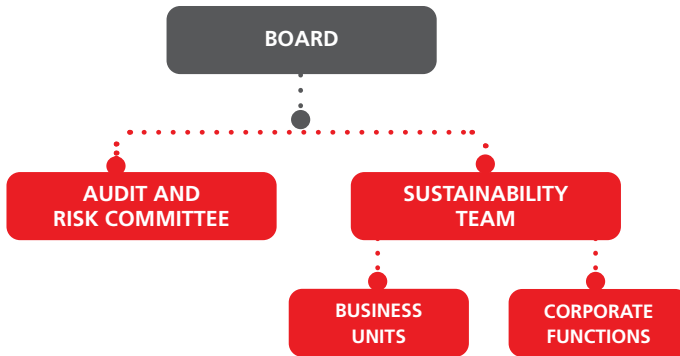 BOARD
AUDIT AND
RISK COMMITTEE
SUSTAINABILITY
TEAM
BUSINESS
UNITS
CORPORATE
FUNCTIONS